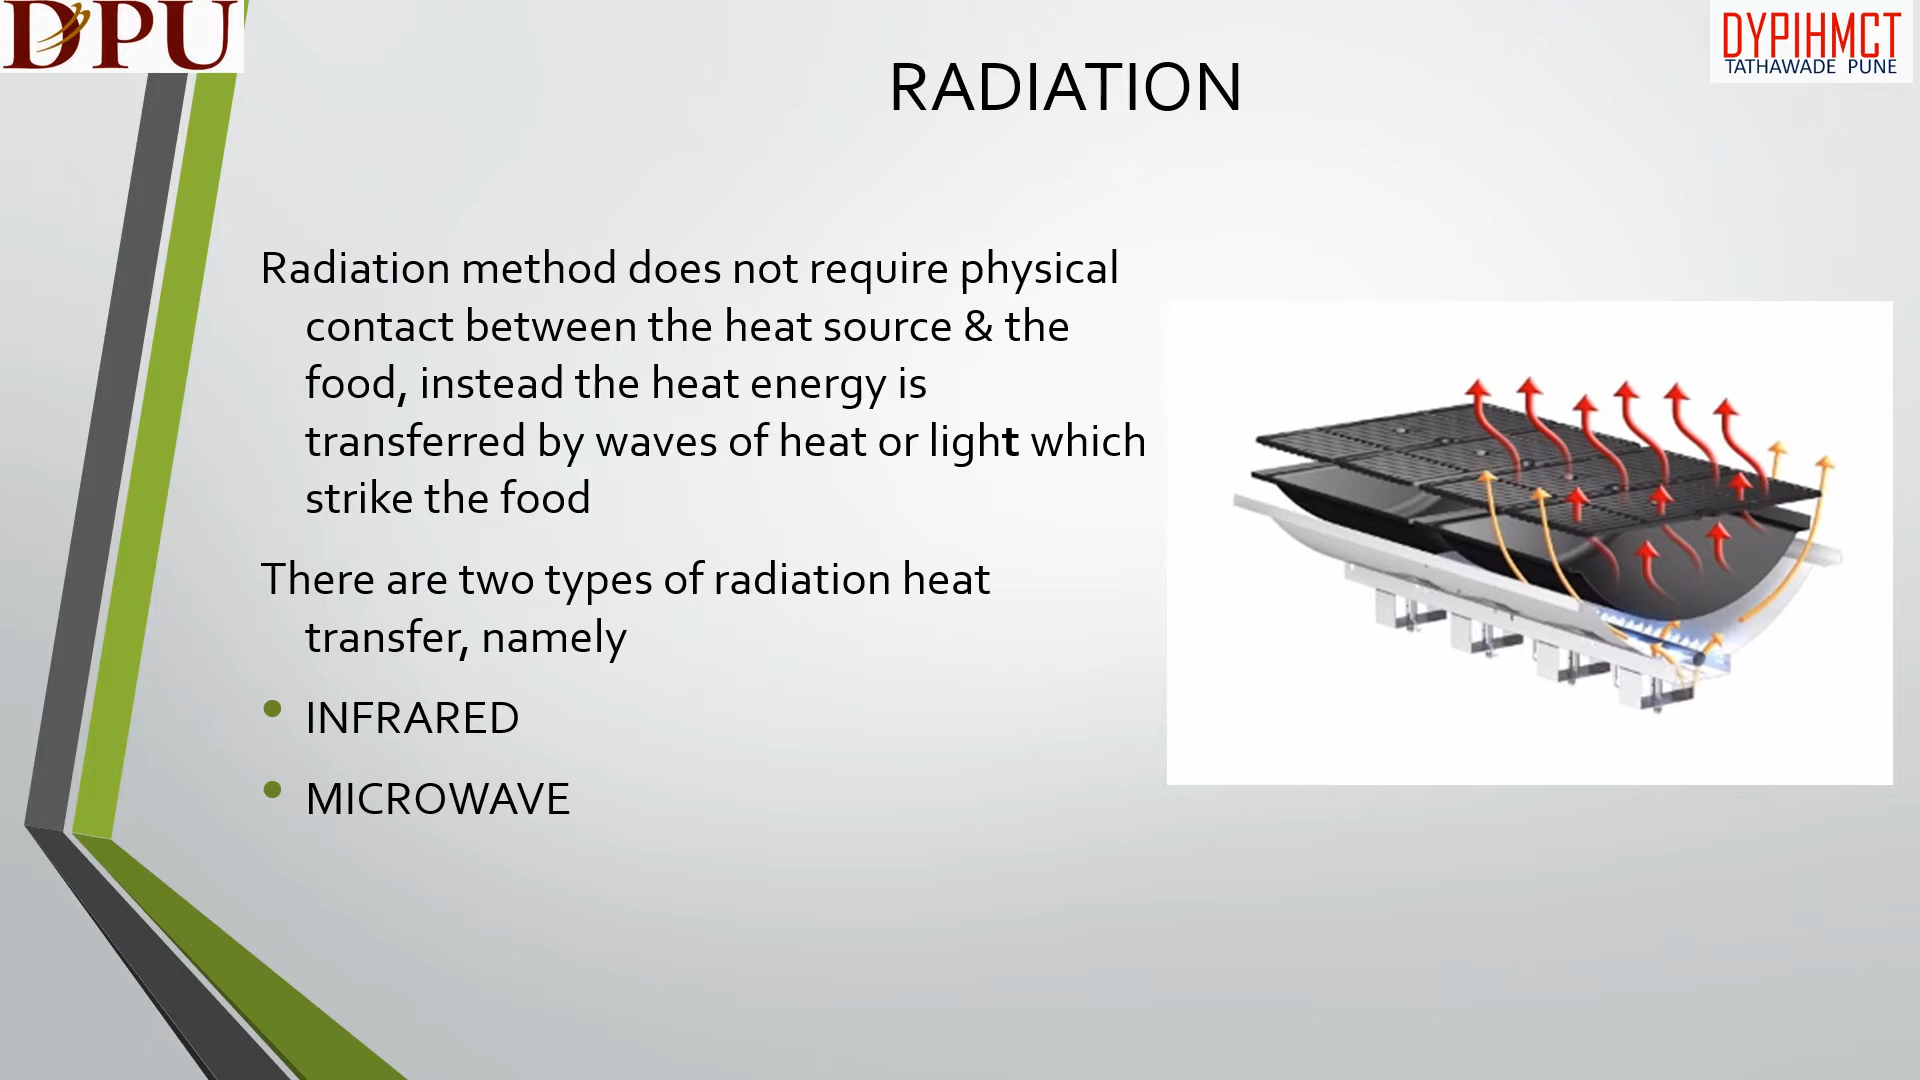 DPU
DYPIHMCT
TATHAWADE PUNE
RADIATION
Radiation method does not require physical
contact between the heat source & the
food, instead the heat energy is
transferred by waves of heat or light which
strike the food
There are two types of radiation heat
transfer, namely
• INFRARED
• MICROWAVE